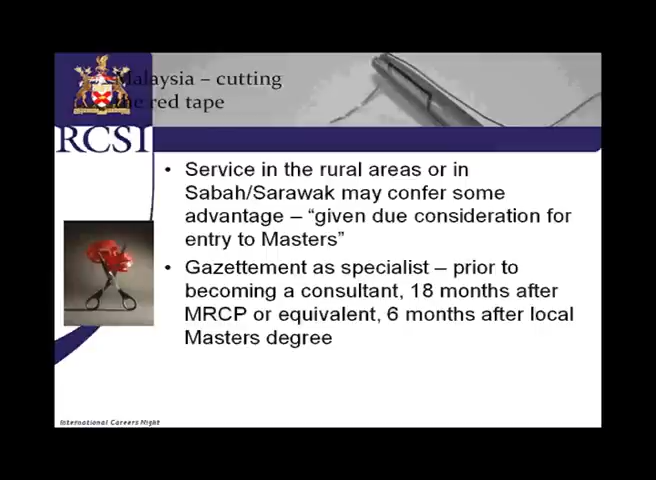 Malaysia – cutting
the red tape
RCSI
• Service in the rural areas or in
Sabah/Sarawak may confer some
advantage – “given due consideration for
entry to Masters”
• Gazettement as specialist – prior to
becoming a consultant, 18 months after
MRCP or equivalent, 6 months after local
Masters degree
International Careers Night